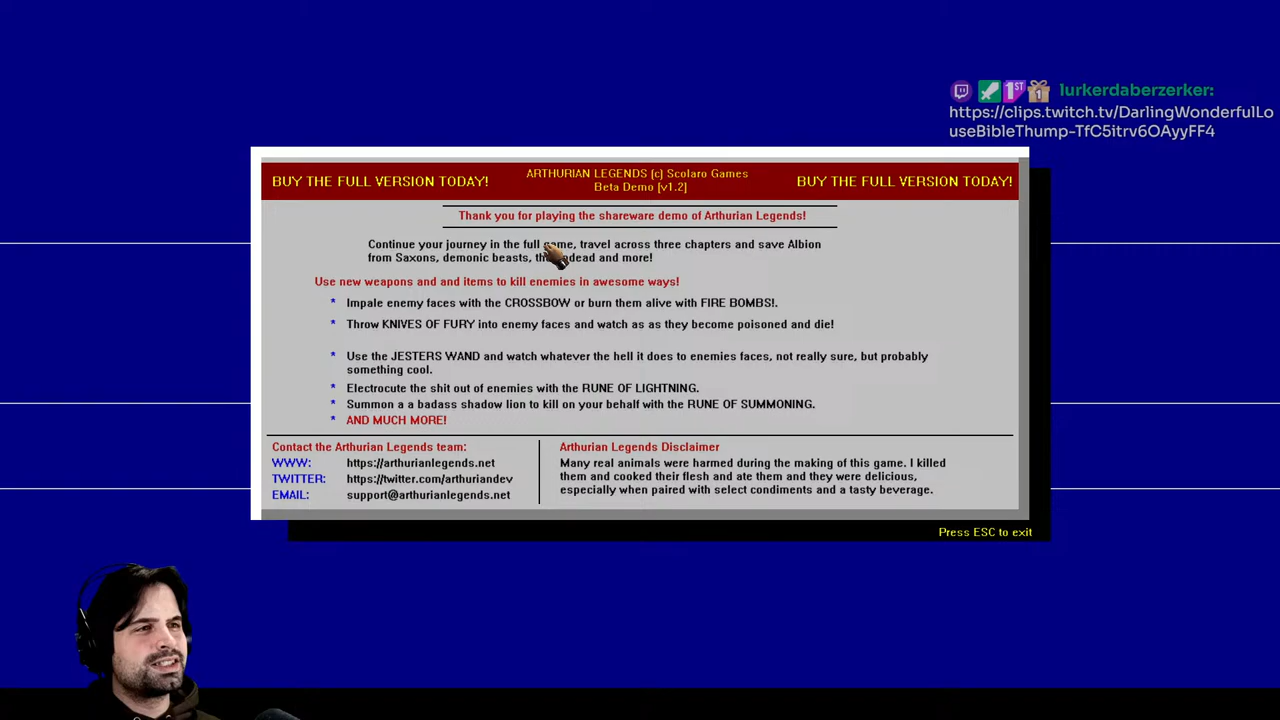 lurkerdaberzerker:
https://clips.twitch.tv/DarlingWonderfulLo
useBibleThump-TfC5itrv6OAyyFF4
BUY THE FULL VERSION TODAY!
ARTHURIAN LEGENDS (c) Scolaro Games
Beta Demo [v1.2]
BUY THE FULL VERSION TODAY!
Thank you for playing the shareware demo of Arthurian Legends!
Continue your journey in the full game, travel across three chapters and save Albion
from Saxons, demonic beasts, the undead and more!
Use new weapons and and items to kill enemies in awesome ways!
* Impale enemy faces with the CROSSBOW or burn them alive with FIRE BOMBS!.
* Throw KNIVES OF FURY into enemy faces and watch as as they become poisoned and die!
* Use the JESTERS WAND and watch whatever the hell it does to enemies faces, not really sure, but probably
something cool.
* Electrocute the shit out of enemies with the RUNE OF LIGHTNING.
* Summon a a badass shadow lion to kill on your behalf with the RUNE OF SUMMONING.
* AND MUCH MORE!
Contact the Arthurian Legends team:
WWW: https://arthurianlegends.net
TWITTER: https://twitter.com/arthuriandev
EMAIL: support@arthurianlegends.net
Arthurian Legends Disclaimer
Many real animals were harmed during the making of this game. I killed
them and cooked their flesh and ate them and they were delicious,
especially when paired with select condiments and a tasty beverage.
Press ESC to exit